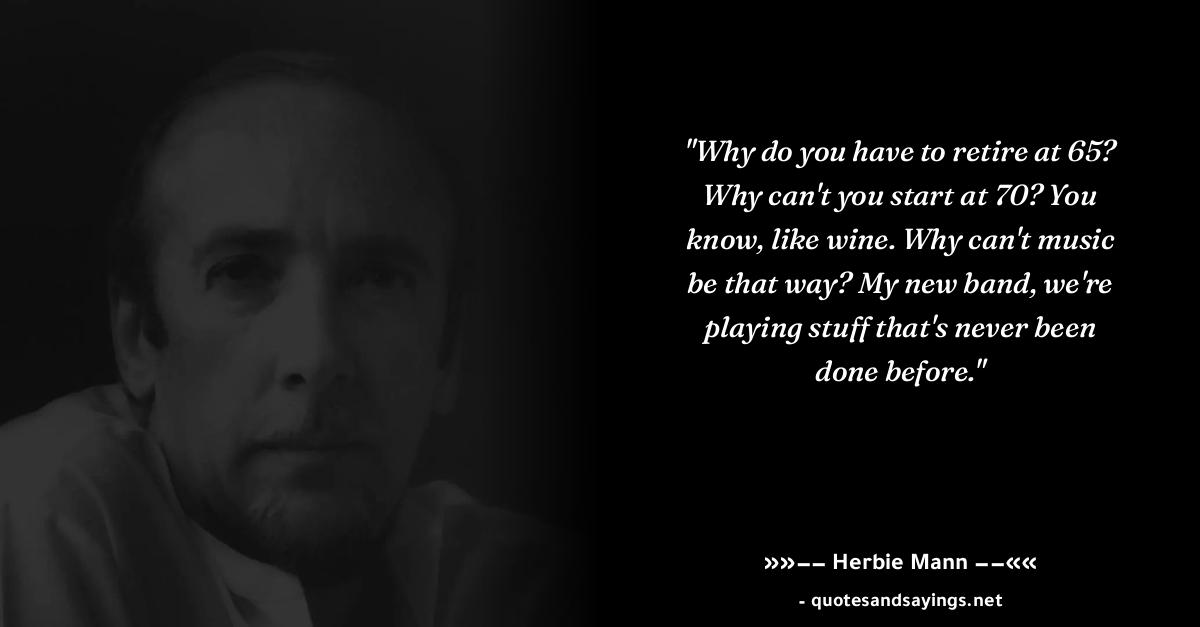 "Why do you have to retire at 65?
Why can't you start at 70? You
know, like wine. Why can't music
be that way? My new band, we're
playing stuff that's never been
done before."
»»–– Herbie Mann ––««
- quotesandsayings.net